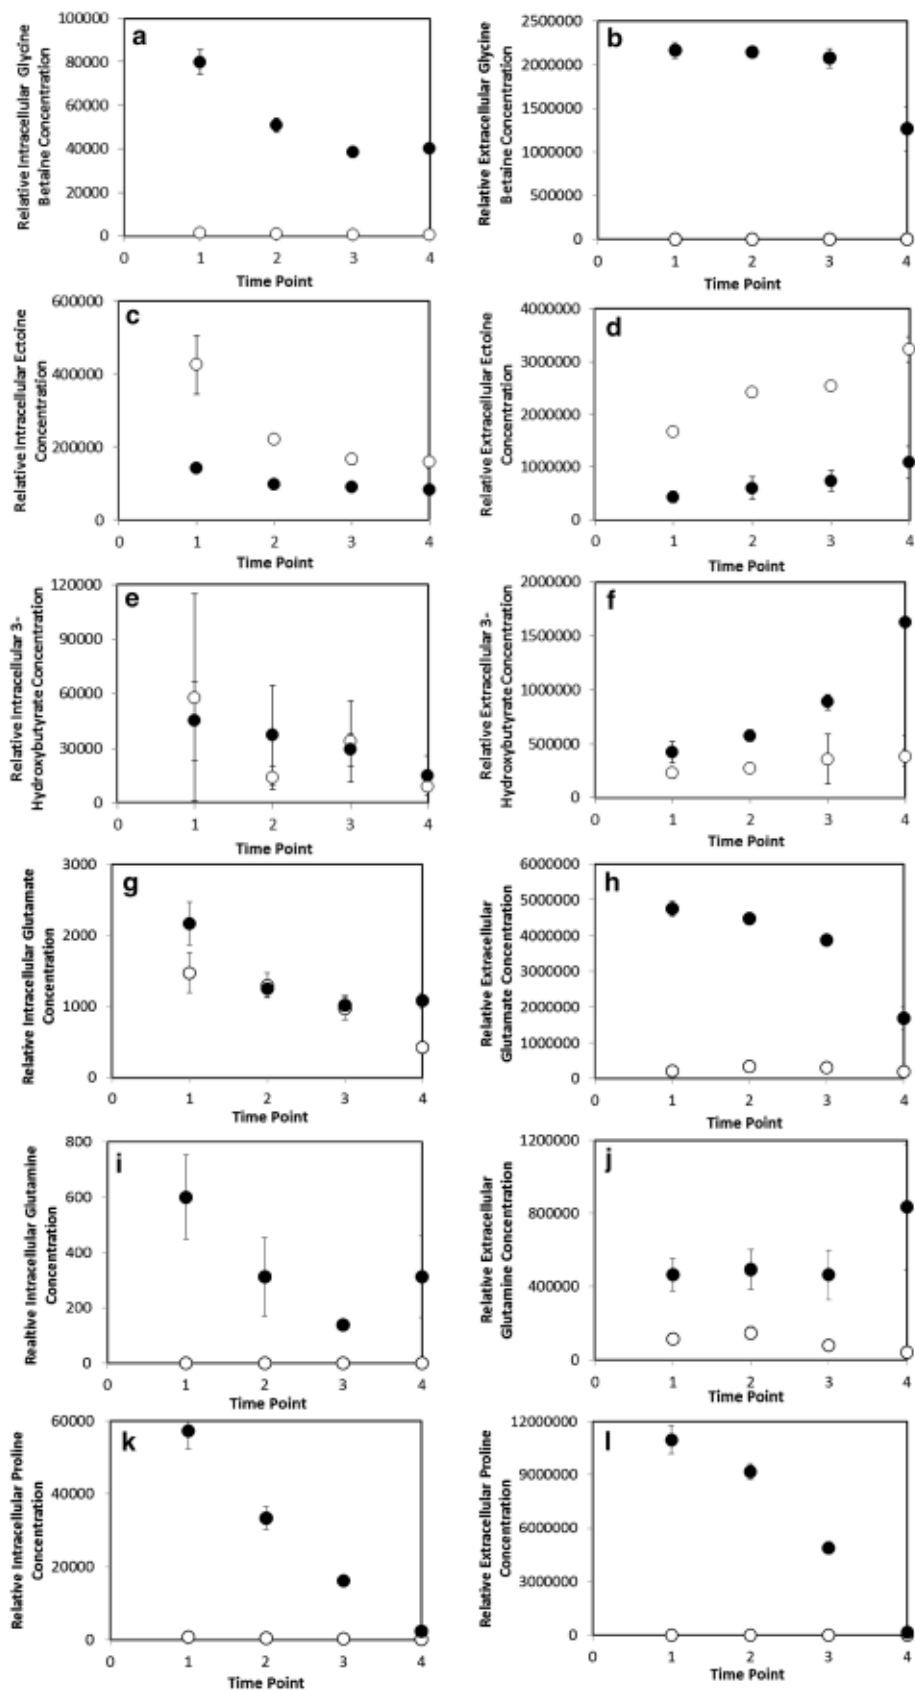 a
Relative Intracellular Glycine
Betaine Concentration
100000
80000
60000
40000
20000
0
0 1 2 3 4
Time Point
b
Relative Extracellular Glycine
Betaine Concentration
2500000
2000000
1500000
1000000
500000
0
0 1 2 3 4
Time Point
c
Relative Intracellular Ectoine
Concentration
600000
400000
200000
0
0 1 2 3 4
Time Point
d
Relative Extracellular Ectoine
Concentration
4000000
3000000
2000000
1000000
0
0 1 2 3 4
Time Point
e
Relative Intracellular 3-
Hydroxybutyrate Concentration
120000
90000
60000
30000
0
0 1 2 3 4
Time Point
f
Relative Extracellular 3-
Hydroxybutyrate Concentration
2000000
1500000
1000000
500000
0
0 1 2 3 4
Time Point
g
Relative Intracellular Glutamate
Concentration
3000
2000
1000
0
0 1 2 3 4
Time Point
h
Relative Extracellular
Glutamate Concentration
6000000
5000000
4000000
3000000
2000000
1000000
0
0 1 2 3 4
Time Point
i
Realtive Intracellular Glutamine
Concentration
800
600
400
200
0
0 1 2 3 4
Time Point
j
Relative Extracellular
Glutamine Concentration
1200000
800000
400000
0
0 1 2 3 4
Time Point
k
Relative Intracellular Proline
Concentration
60000
40000
20000
0
0 1 2 3 4
Time Point
l
Relative Extracellular Proline
Concentration
12000000
9000000
6000000
3000000
0
0 1 2 3 4
Time Point